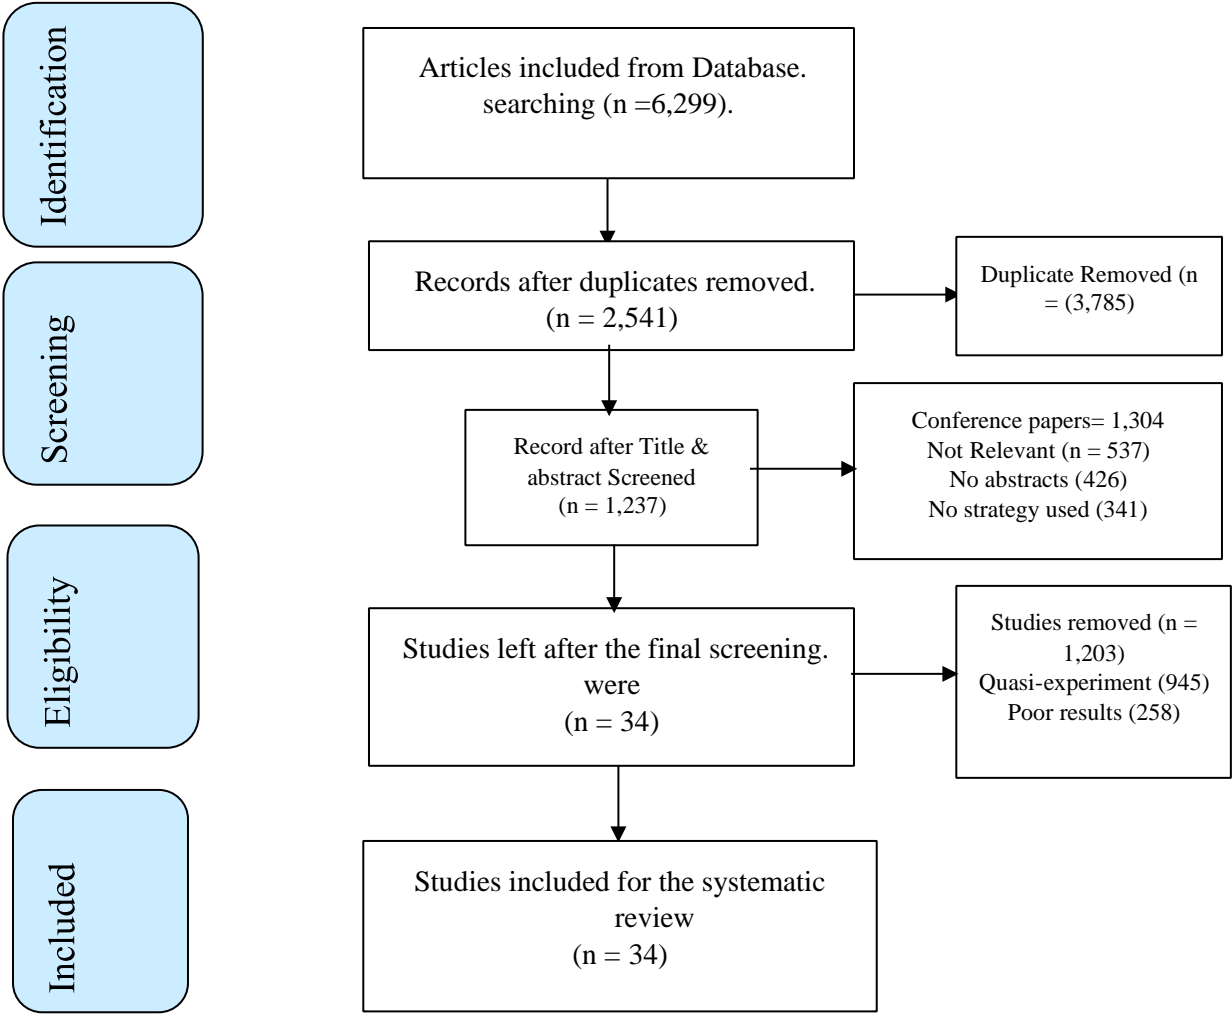 Identification
Articles included from Database.
searching (n =6,299).
Records after duplicates removed.
(n = 2,541)
Duplicate Removed (n
= (3,785)
Screening
Record after Title &
abstract Screened
(n = 1,237)
Conference papers= 1,304
Not Relevant (n = 537)
No abstracts (426)
No strategy used (341)
Eligibility
Studies left after the final screening.
were
(n = 34)
Studies removed (n =
1,203)
Quasi-experiment (945)
Poor results (258)
Included
Studies included for the systematic
review
(n = 34)